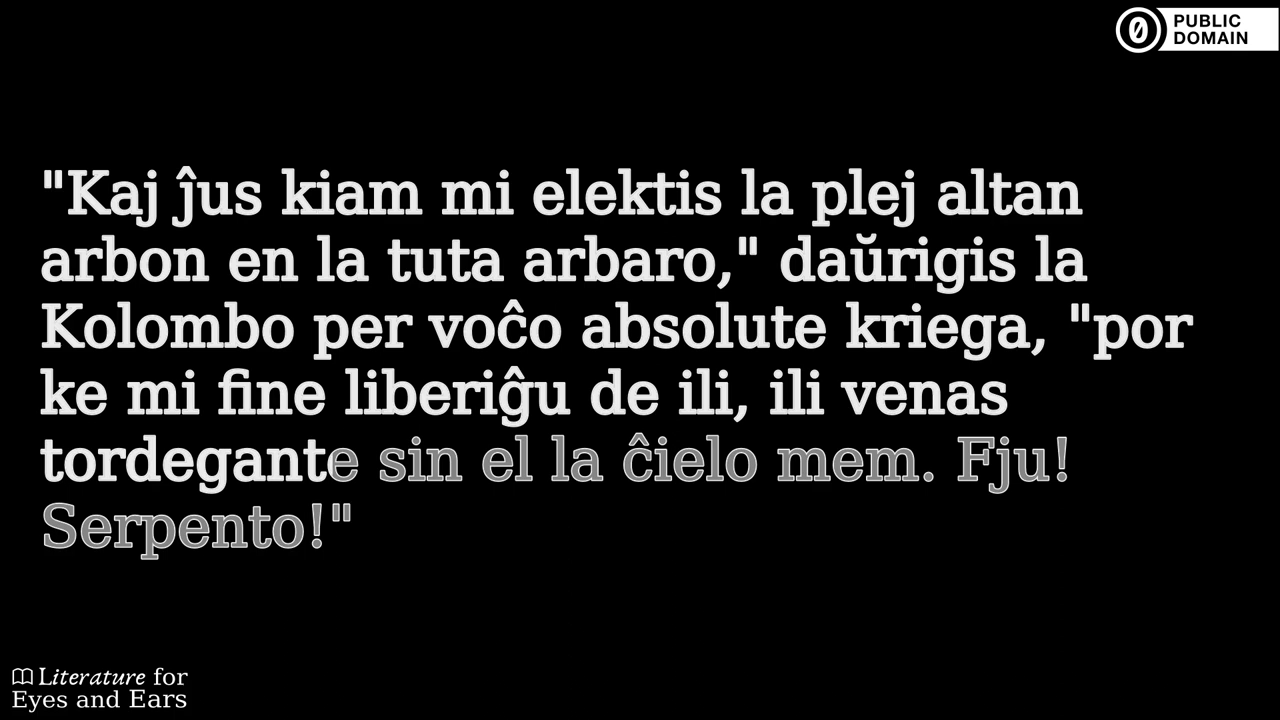 PUBLIC
DOMAIN
"Kaj ĵus kiam mi elektis la plej altan
arbon en la tuta arbaro," daŭrigis la
Kolombo per voĉo absolute kriega, "por
ke mi fine liberiĝu de ili, ili venas
tordegante sin el la ĉielo mem. Fju!
Serpento!"
Literature for
Eyes and Ears